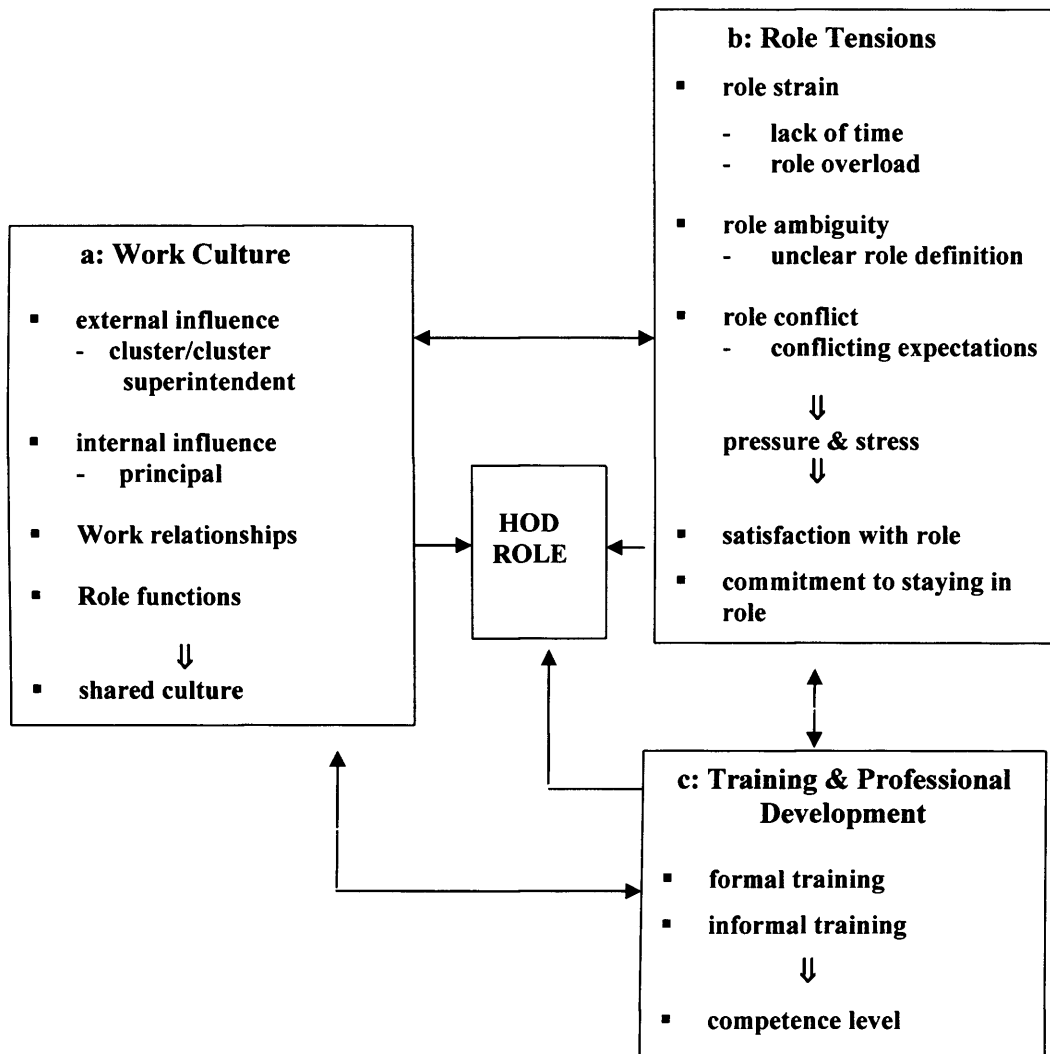 b: Role Tensions
▪ role strain
- lack of time
- role overload
▪ role ambiguity
- unclear role definition
▪ role conflict
- conflicting expectations
⇓
pressure & stress
⇓
▪ satisfaction with role
▪ commitment to staying in
role
a: Work Culture
▪ external influence
- cluster/cluster
superintendent
▪ internal influence
- principal
▪ Work relationships
▪ Role functions
⇓
▪ shared culture
HOD
ROLE
c: Training & Professional
Development
▪ formal training
▪ informal training
⇓
▪ competence level